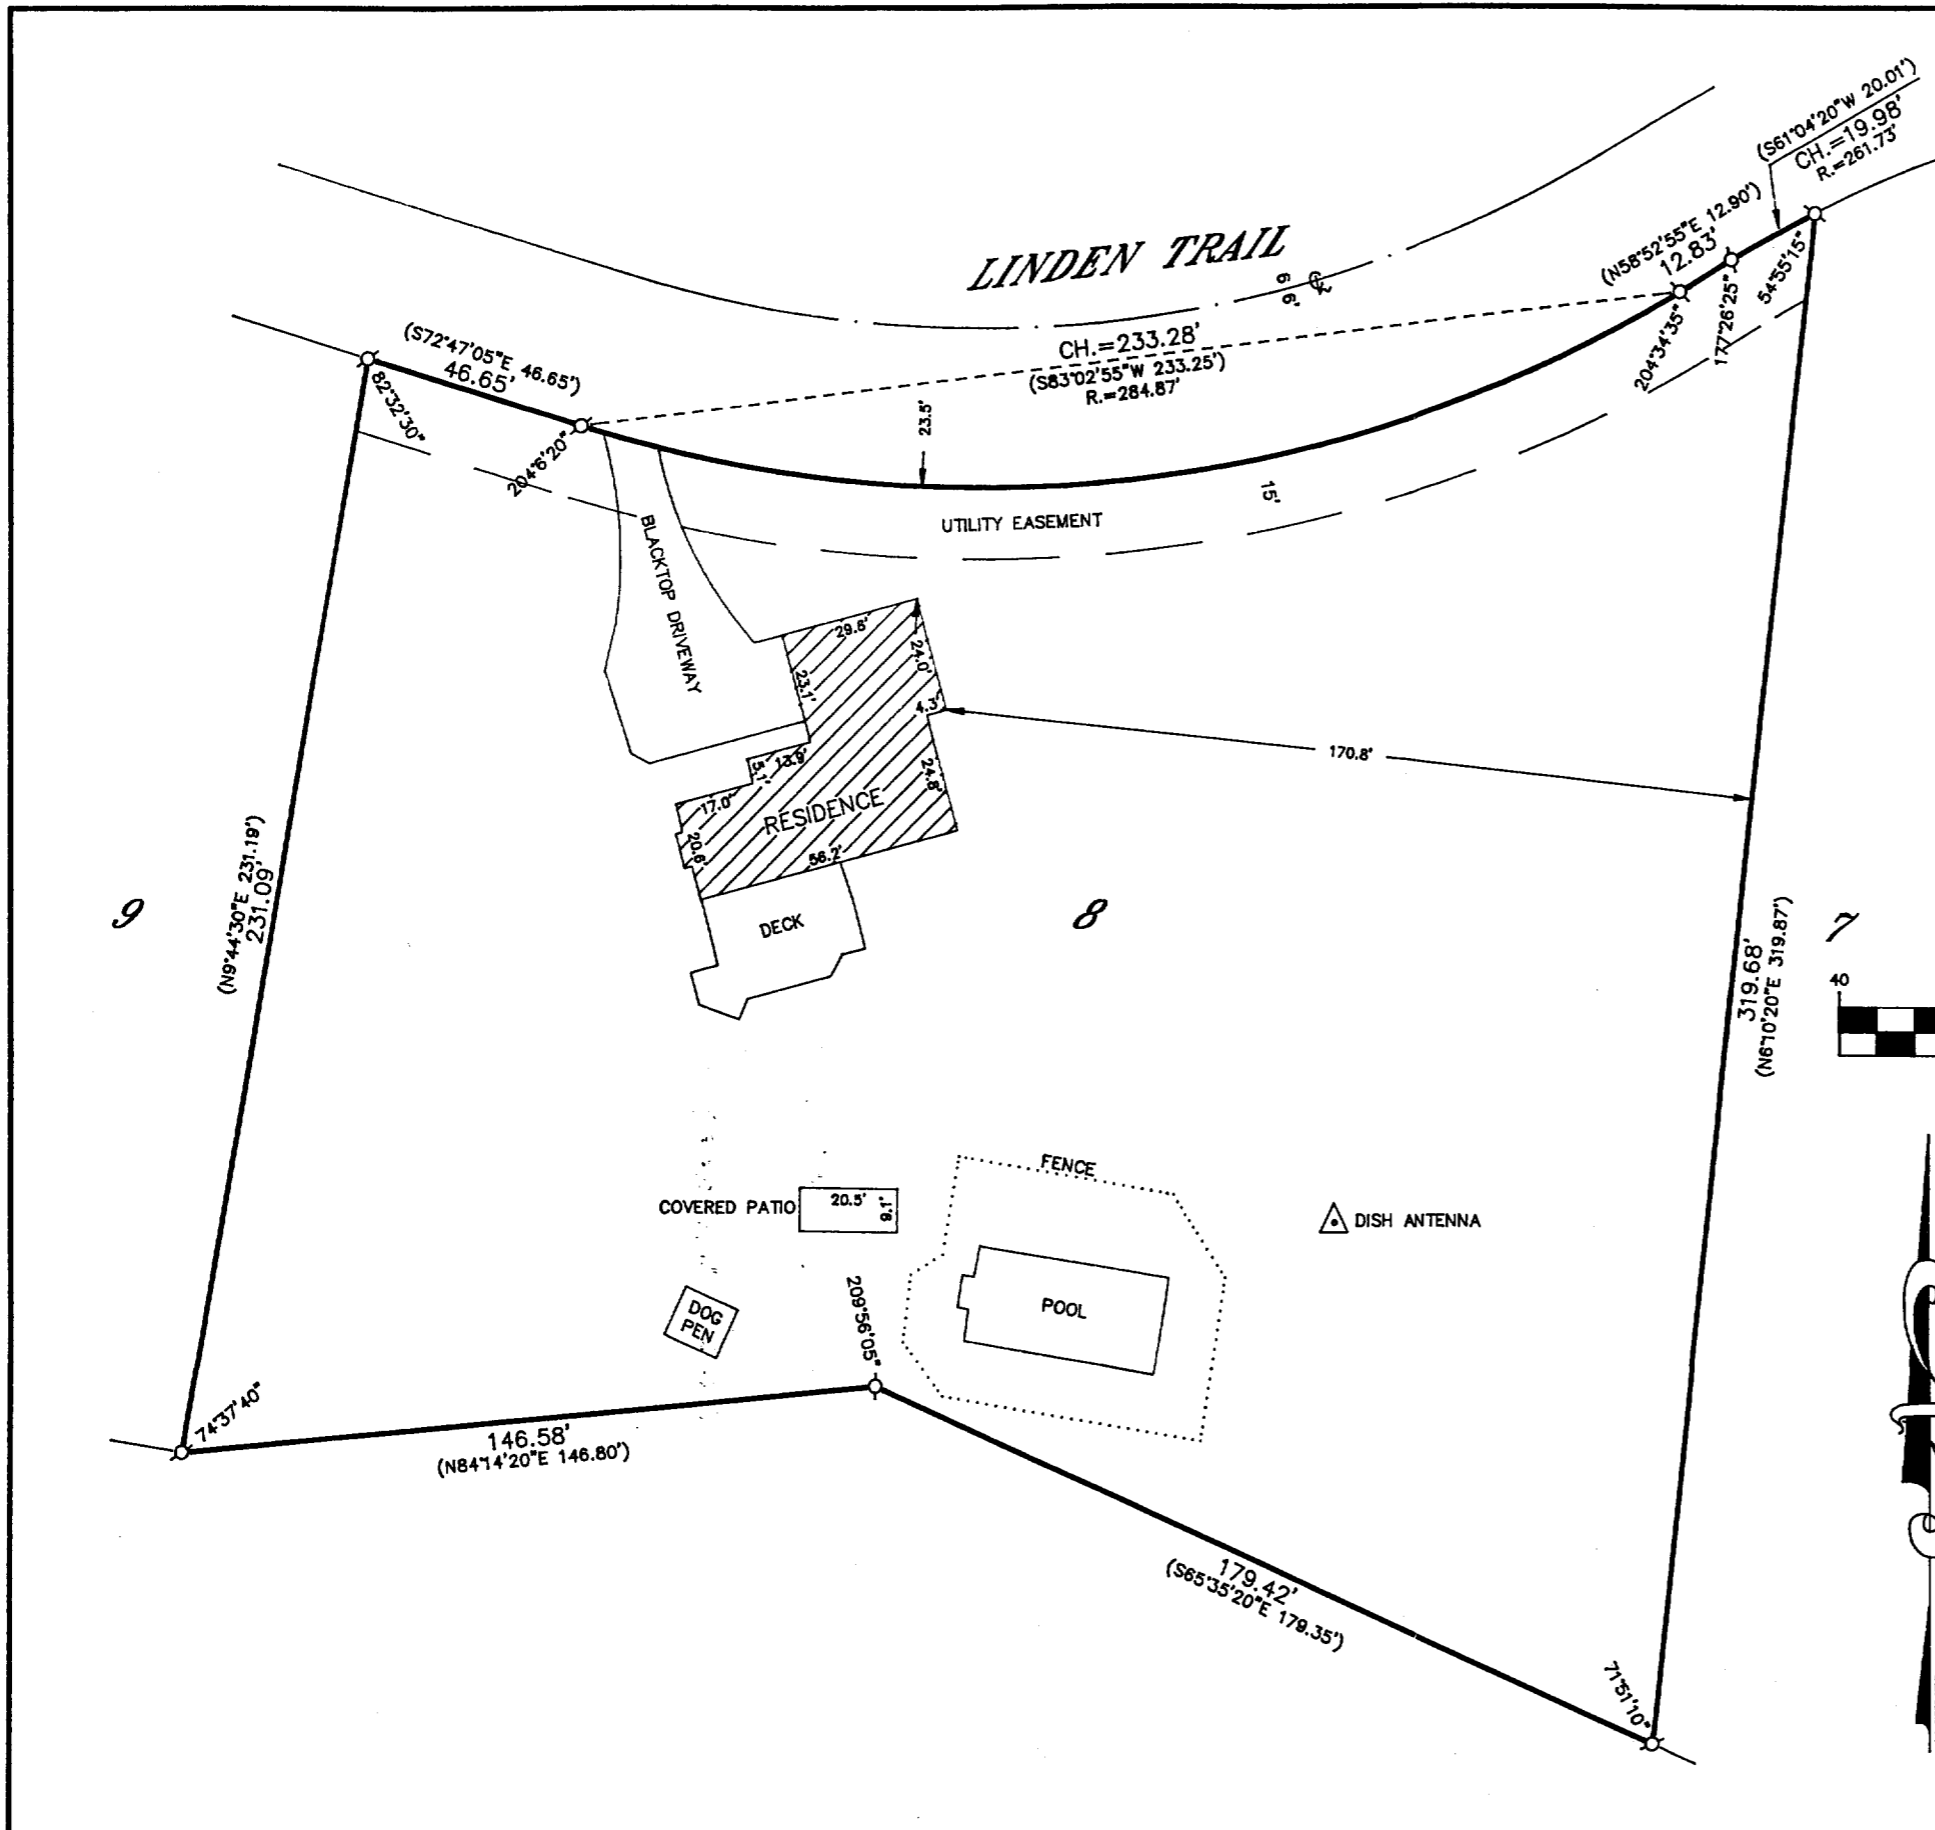 (S61°04'20"W 20.01')
CH.=19.98'
R.=261.73'
(N58°52'55"E 12.90')
12.83'
LINDEN TRAIL
66'
(S72°47'05"E 46.65')
46.65'
CH.=233.28'
(S83°02'55"W 233.25')
R.=284.87'
82°32'30"
204°6'20"
23.5'
204°34'35"
177°26'25"
54°55'15"
15'
UTILITY EASEMENT
BLACKTOP DRIVEWAY
29.6'
24.0'
23.1'
4.3'
170.8'
5.1'
13.9'
24.8'
17.0'
RESIDENCE
20.6'
56.2'
DECK
9
8
7
(N9°44'30"E 231.19')
231.09'
319.68'
(N6°10'20"E 319.87')
40
FENCE
COVERED PATIO
20.5'
9.1'
DISH ANTENNA
DOG
PEN
209°56'05"
POOL
74°37'40"
146.58'
(N84°14'20"E 146.80')
179.42'
(S65°35'20"E 179.35')
71°51'10"